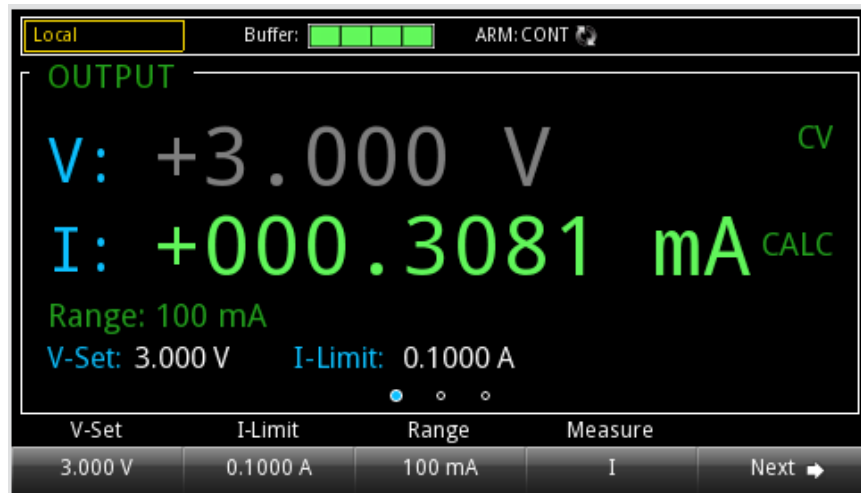 Local Buffer: ARM: CONT
OUTPUT
V: +3.000 V CV
I: +000.3081 mA CALC
Range: 100 mA
V-Set: 3.000 V I-Limit: 0.1000 A
V-Set I-Limit Range Measure
3.000 V 0.1000 A 100 mA I Next